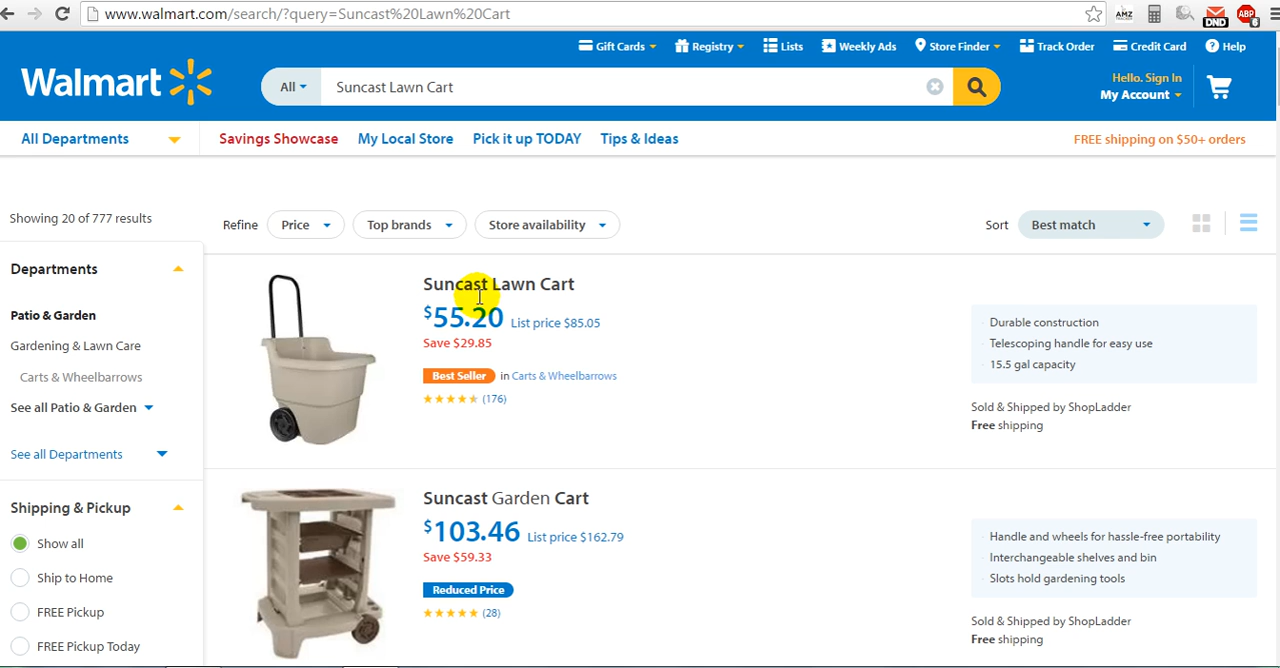 www.walmart.com/search/?query=Suncast%20Lawn%20Cart
AMZ
DND
ABP
6
Gift Cards
Registry
Lists
Weekly Ads
Store Finder
Track Order
Credit Card
Help
Walmart
All
Suncast Lawn Cart
Hello. Sign In
My Account
All Departments
Savings Showcase
My Local Store
Pick it up TODAY
Tips & Ideas
FREE shipping on $50+ orders
Showing 20 of 777 results
Refine
Price
Top brands
Store availability
Sort
Best match
Departments
Patio & Garden
Gardening & Lawn Care
Carts & Wheelbarrows
See all Patio & Garden
See all Departments
Shipping & Pickup
Show all
Ship to Home
FREE Pickup
FREE Pickup Today
Suncast Lawn Cart
$55.20 List price $85.05
Save $29.85
Best Seller in Carts & Wheelbarrows
(176)
Durable construction
Telescoping handle for easy use
15.5 gal capacity
Sold & Shipped by ShopLadder
Free shipping
Suncast Garden Cart
$103.46 List price $162.79
Save $59.33
Reduced Price
(28)
Handle and wheels for hassle-free portability
Interchangeable shelves and bin
Slots hold gardening tools
Sold & Shipped by ShopLadder
Free shipping